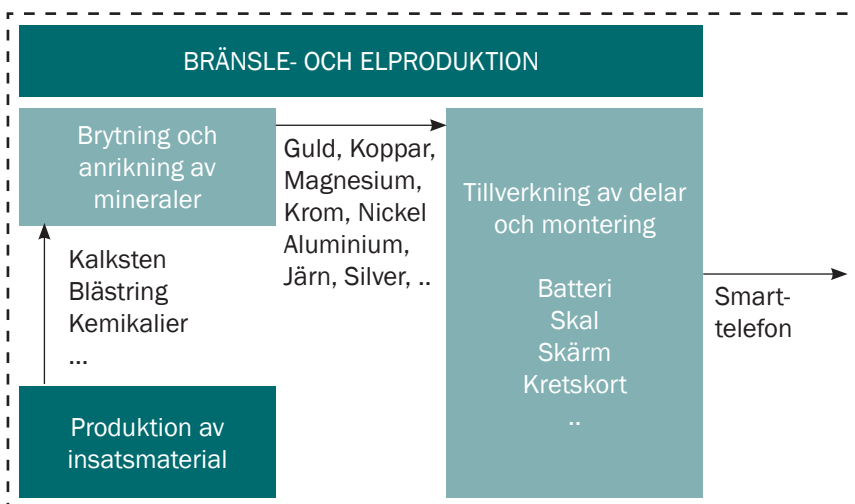 BRÄNSLE- OCH ELPRODUKTION
Brytning och
anrikning av
mineraler
Guld, Koppar,
Magnesium,
Krom, Nickel
Aluminium,
Järn, Silver, ..
Tillverkning av delar
och montering
Batteri
Skal
Skärm
Kretskort
..
Smart-
telefon
Kalksten
Blästring
Kemikalier
...
Produktion av
insatsmaterial